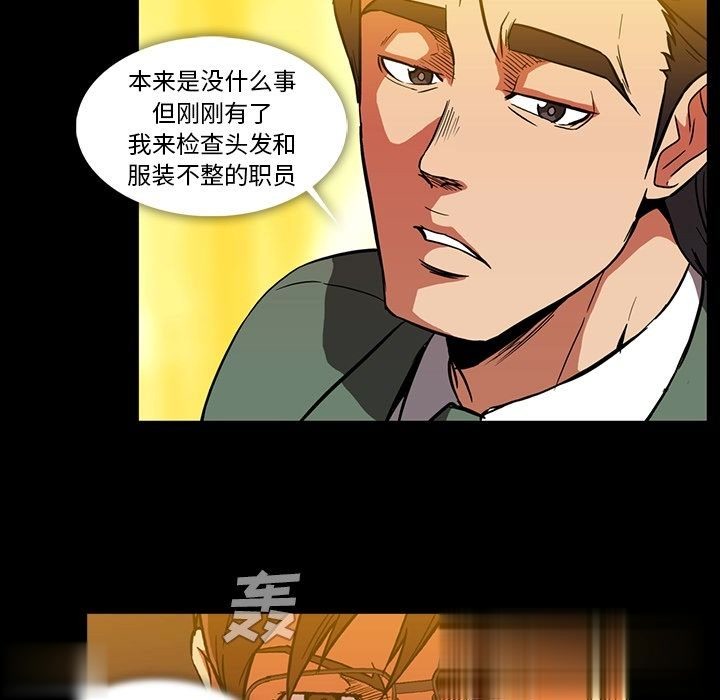 本来是没什么事
但刚刚有了
我来检查头发和
服装不整的职员
轰